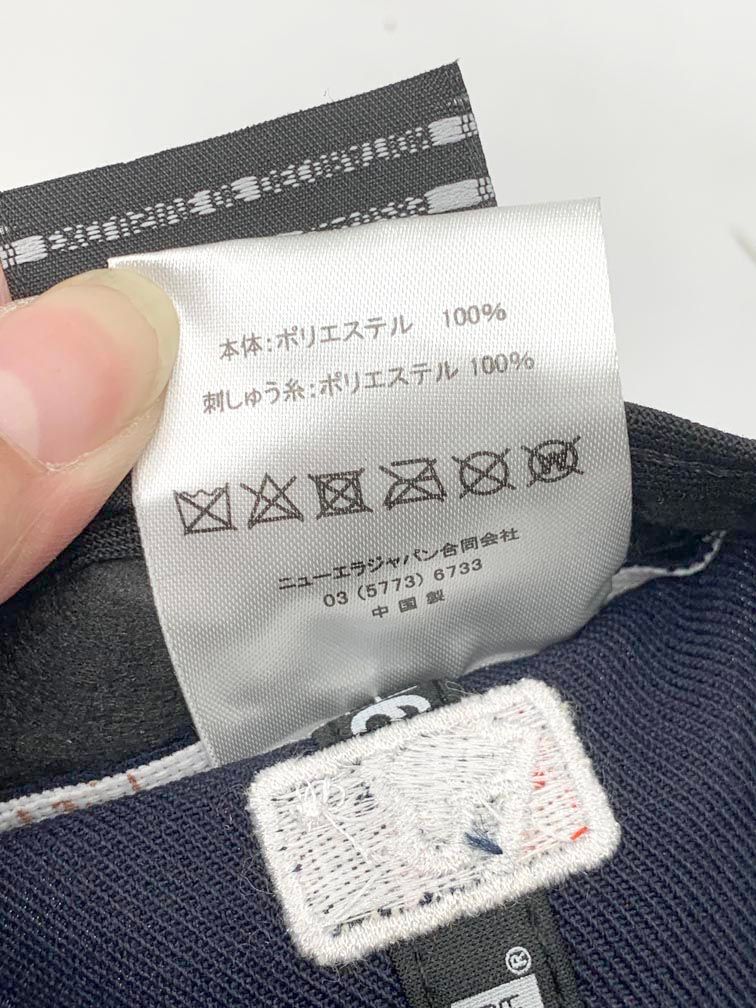 本体:ポリエステル 100%
刺しゅう糸:ポリエステル 100%
W
ニューエラジャパン合同会社
03 (5773) 6733
中国製
®